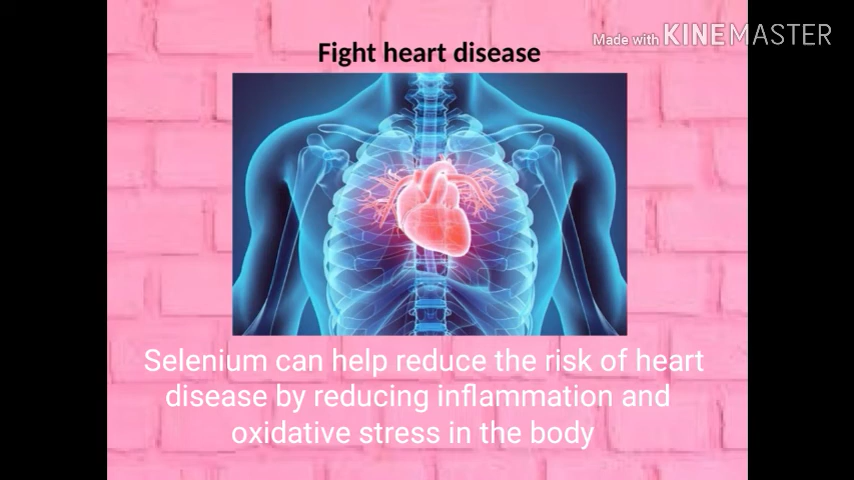 Made with KINEMASTER
Fight heart disease
Selenium can help reduce the risk of heart
disease by reducing inflammation and
oxidative stress in the body